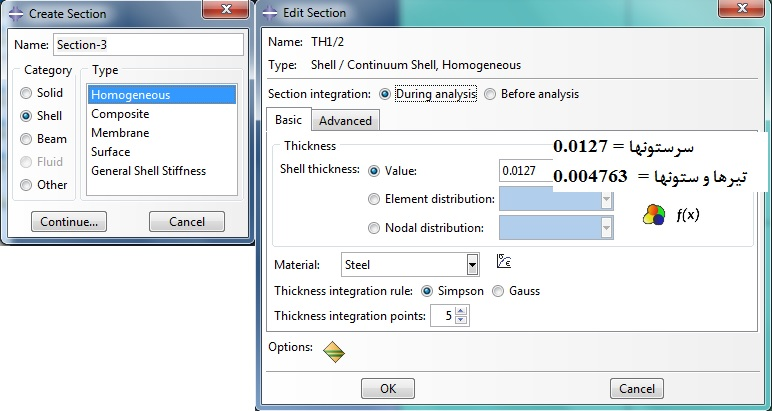 Create Section
Name: Section-3
Category
Type
Solid
Shell
Beam
Fluid
Other
Homogeneous
Composite
Membrane
Surface
General Shell Stiffness
Continue...
Cancel
Edit Section
Name: TH1/2
Type: Shell / Continuum Shell, Homogeneous
Section integration: During analysis Before analysis
Basic Advanced
Thickness
سرستونها = 0.0127
Shell thickness: Value: 0.0127
تیرها و ستونها = 0.004763
Element distribution:
Nodal distribution:
f(x)
Material: Steel
Thickness integration rule: Simpson Gauss
Thickness integration points: 5
Options:
OK
Cancel